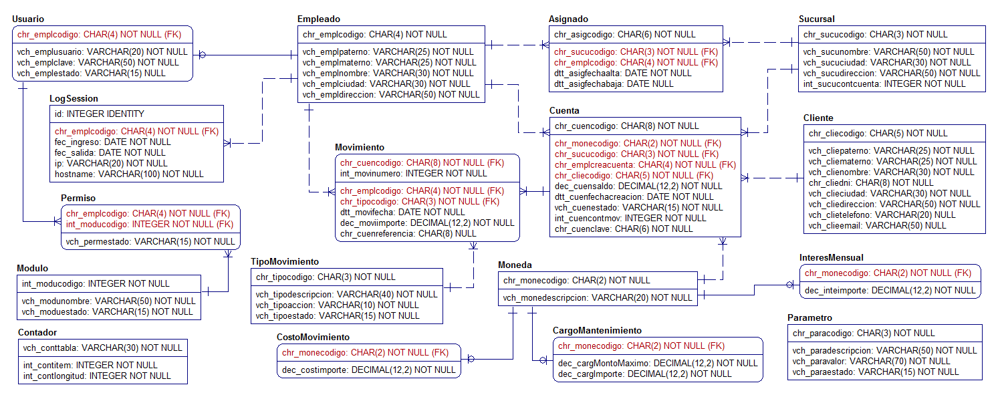 Usuario
chr_emplcodigo: CHAR(4) NOT NULL (FK)
vch_emplusuario: VARCHAR(20) NOT NULL
vch_emplclave: VARCHAR(50) NOT NULL
vch_emplestado: VARCHAR(15) NULL
Empleado
chr_emplcodigo: CHAR(4) NOT NULL
vch_emplpaterno: VARCHAR(25) NOT NULL
vch_emplmaterno: VARCHAR(25) NOT NULL
vch_emplnombre: VARCHAR(30) NOT NULL
vch_emplciudad: VARCHAR(30) NOT NULL
vch_empldireccion: VARCHAR(50) NULL
Asignado
chr_asigcodigo: CHAR(6) NOT NULL
chr_sucucodigo: CHAR(3) NOT NULL (FK)
chr_emplcodigo: CHAR(4) NOT NULL (FK)
dtt_asigfechaalta: DATE NOT NULL
dtt_asigfechabaja: DATE NULL
Sucursal
chr_sucucodigo: CHAR(3) NOT NULL
vch_sucunombre: VARCHAR(50) NOT NULL
vch_sucuciudad: VARCHAR(30) NOT NULL
vch_sucudireccion: VARCHAR(50) NULL
int_sucucontcuenta: INTEGER NOT NULL
LogSession
id: INTEGER IDENTITY
chr_emplcodigo: CHAR(4) NOT NULL (FK)
fec_ingreso: DATE NOT NULL
fec_salida: DATE NOT NULL
ip: VARCHAR(20) NOT NULL
hostname: VARCHAR(100) NOT NULL
Cuenta
chr_cuencodigo: CHAR(8) NOT NULL
chr_monecodigo: CHAR(2) NOT NULL (FK)
chr_sucucodigo: CHAR(3) NOT NULL (FK)
chr_emplcreacuenta: CHAR(4) NOT NULL (FK)
chr_cliecodigo: CHAR(5) NOT NULL (FK)
dec_cuensaldo: DECIMAL(12,2) NOT NULL
dtt_cuenfechacreacion: DATE NOT NULL
vch_cuenestado: VARCHAR(15) NOT NULL
int_cuencontmov: INTEGER NOT NULL
chr_cuenclave: CHAR(6) NOT NULL
Cliente
chr_cliecodigo: CHAR(5) NOT NULL
vch_cliepaterno: VARCHAR(25) NOT NULL
vch_cliematerno: VARCHAR(25) NOT NULL
vch_clienombre: VARCHAR(30) NOT NULL
chr_cliedni: CHAR(8) NOT NULL
vch_clieciudad: VARCHAR(30) NOT NULL
vch_cliedireccion: VARCHAR(50) NOT NULL
vch_clietelefono: VARCHAR(20) NULL
vch_clieemail: VARCHAR(50) NULL
Movimiento
chr_cuencodigo: CHAR(8) NOT NULL (FK)
int_movinumero: INTEGER NOT NULL
chr_emplcodigo: CHAR(4) NOT NULL (FK)
chr_tipocodigo: CHAR(3) NOT NULL (FK)
dtt_movifecha: DATE NOT NULL
dec_moviimporte: DECIMAL(12,2) NOT NULL
chr_cuenreferencia: CHAR(8) NULL
Permiso
chr_emplcodigo: CHAR(4) NOT NULL (FK)
int_moducodigo: INTEGER NOT NULL (FK)
vch_permestado: VARCHAR(15) NOT NULL
Modulo
int_moducodigo: INTEGER NOT NULL
vch_modunombre: VARCHAR(50) NOT NULL
vch_moduestado: VARCHAR(15) NOT NULL
TipoMovimiento
chr_tipocodigo: CHAR(3) NOT NULL
vch_tipodescripcion: VARCHAR(40) NOT NULL
vch_tipoaccion: VARCHAR(10) NOT NULL
vch_tipoestado: VARCHAR(15) NOT NULL
Moneda
chr_monecodigo: CHAR(2) NOT NULL
vch_monedescripcion: VARCHAR(20) NOT NULL
InteresMensual
chr_monecodigo: CHAR(2) NOT NULL (FK)
dec_inteimporte: DECIMAL(12,2) NOT NULL
Contador
vch_conttabla: VARCHAR(30) NOT NULL
int_contitem: INTEGER NOT NULL
int_contlongitud: INTEGER NOT NULL
CostoMovimiento
chr_monecodigo: CHAR(2) NOT NULL (FK)
dec_costimporte: DECIMAL(12,2) NOT NULL
CargoMantenimiento
chr_monecodigo: CHAR(2) NOT NULL (FK)
dec_cargMontoMaximo: DECIMAL(12,2) NOT NULL
dec_cargImporte: DECIMAL(12,2) NOT NULL
Parametro
chr_paracodigo: CHAR(3) NOT NULL
vch_paradescripcion: VARCHAR(50) NOT NULL
vch_paravalor: VARCHAR(70) NOT NULL
vch_paraestado: VARCHAR(15) NOT NULL